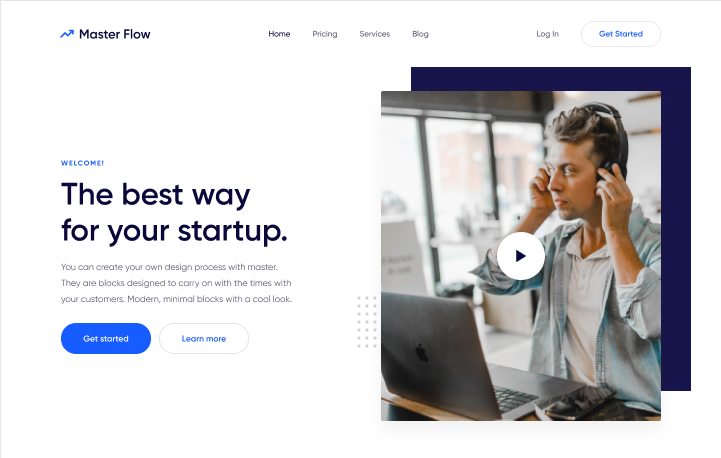 Master Flow
Home
Pricing
Services
Blog
Log In
Get Started
WELCOME!
The best way
for your startup.
You can create your own design process with master.
They are blocks designed to carry on with the times with
your customers. Modern, minimal blocks with a cool look.
Get started
Learn more